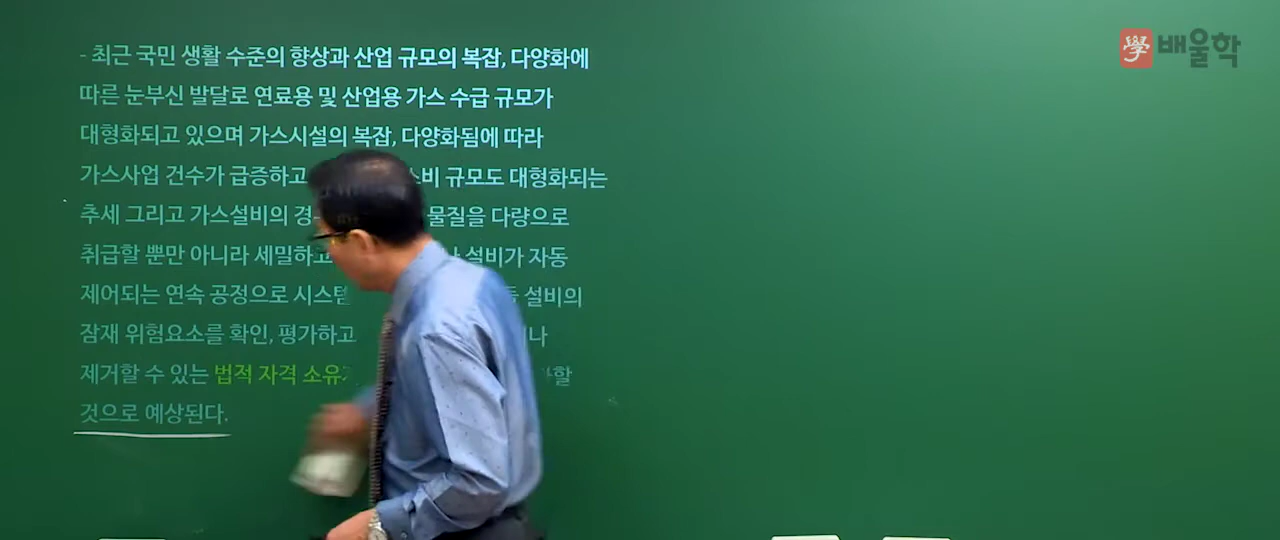 - 최근 국민 생활 수준의 향상과 산업 규모의 복잡, 다양화에
따른 눈부신 발달로 연료용 및 산업용 가스 수급 규모가
대형화되고 있으며 가스시설의 복잡, 다양화됨에 따라
가스사업 건수가 급증하고 규모도 대형화되는
추세 그리고 가스설비의 물질을 다량으로
취급할 뿐만 아니라 세밀하고 설비가 자동
제어되는 연속 공정으로 설비의
잠재 위험요소를 확인, 평가하고
제거할 수 있는 법적 자격
것으로 예상된다.
學 배울학